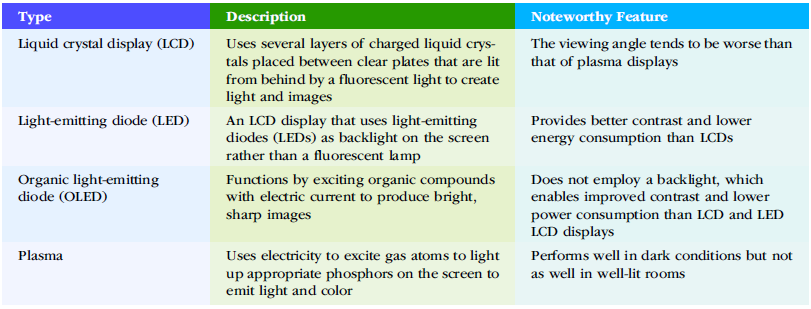 Type Description Noteworthy Feature
Liquid crystal display (LCD)
Uses several layers of charged liquid crys-
tals placed between clear plates that are lit
from behind by a fluorescent light to create
light and images
The viewing angle tends to be worse than
that of plasma displays
Light-emitting diode (LED)
An LCD display that uses light-emitting
diodes (LEDs) as backlight on the screen
rather than a fluorescent lamp
Provides better contrast and lower
energy consumption than LCDs
Organic light-emitting
diode (OLED)
Functions by exciting organic compounds
with electric current to produce bright,
sharp images
Does not employ a backlight, which
enables improved contrast and lower
power consumption than LCD and LED
LCD displays
Plasma
Uses electricity to excite gas atoms to light
up appropriate phosphors on the screen to
emit light and color
Performs well in dark conditions but not
as well in well-lit rooms